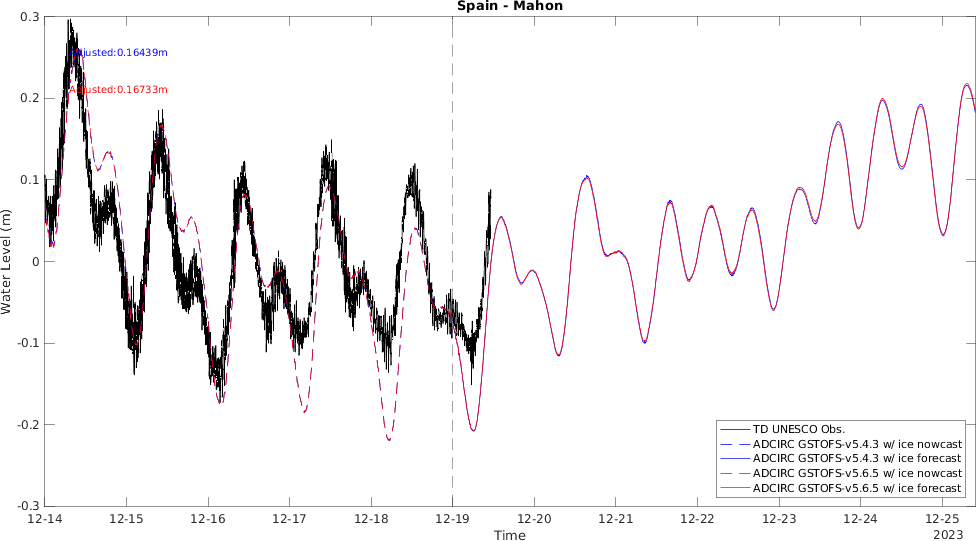 Spain - Mahon
0.3
0.2
0.1
0
-0.1
-0.2
-0.3
Water Level (m)
Adjusted:0.16439m
Adjusted:0.16733m
TD UNESCO Obs.
ADCIRC GSTOFS-v5.4.3 w/ ice nowcast
ADCIRC GSTOFS-v5.4.3 w/ ice forecast
ADCIRC GSTOFS-v5.6.5 w/ ice nowcast
ADCIRC GSTOFS-v5.6.5 w/ ice forecast
12-14 12-15 12-16 12-17 12-18 12-19 12-20 12-21 12-22 12-23 12-24 12-25
Time
2023